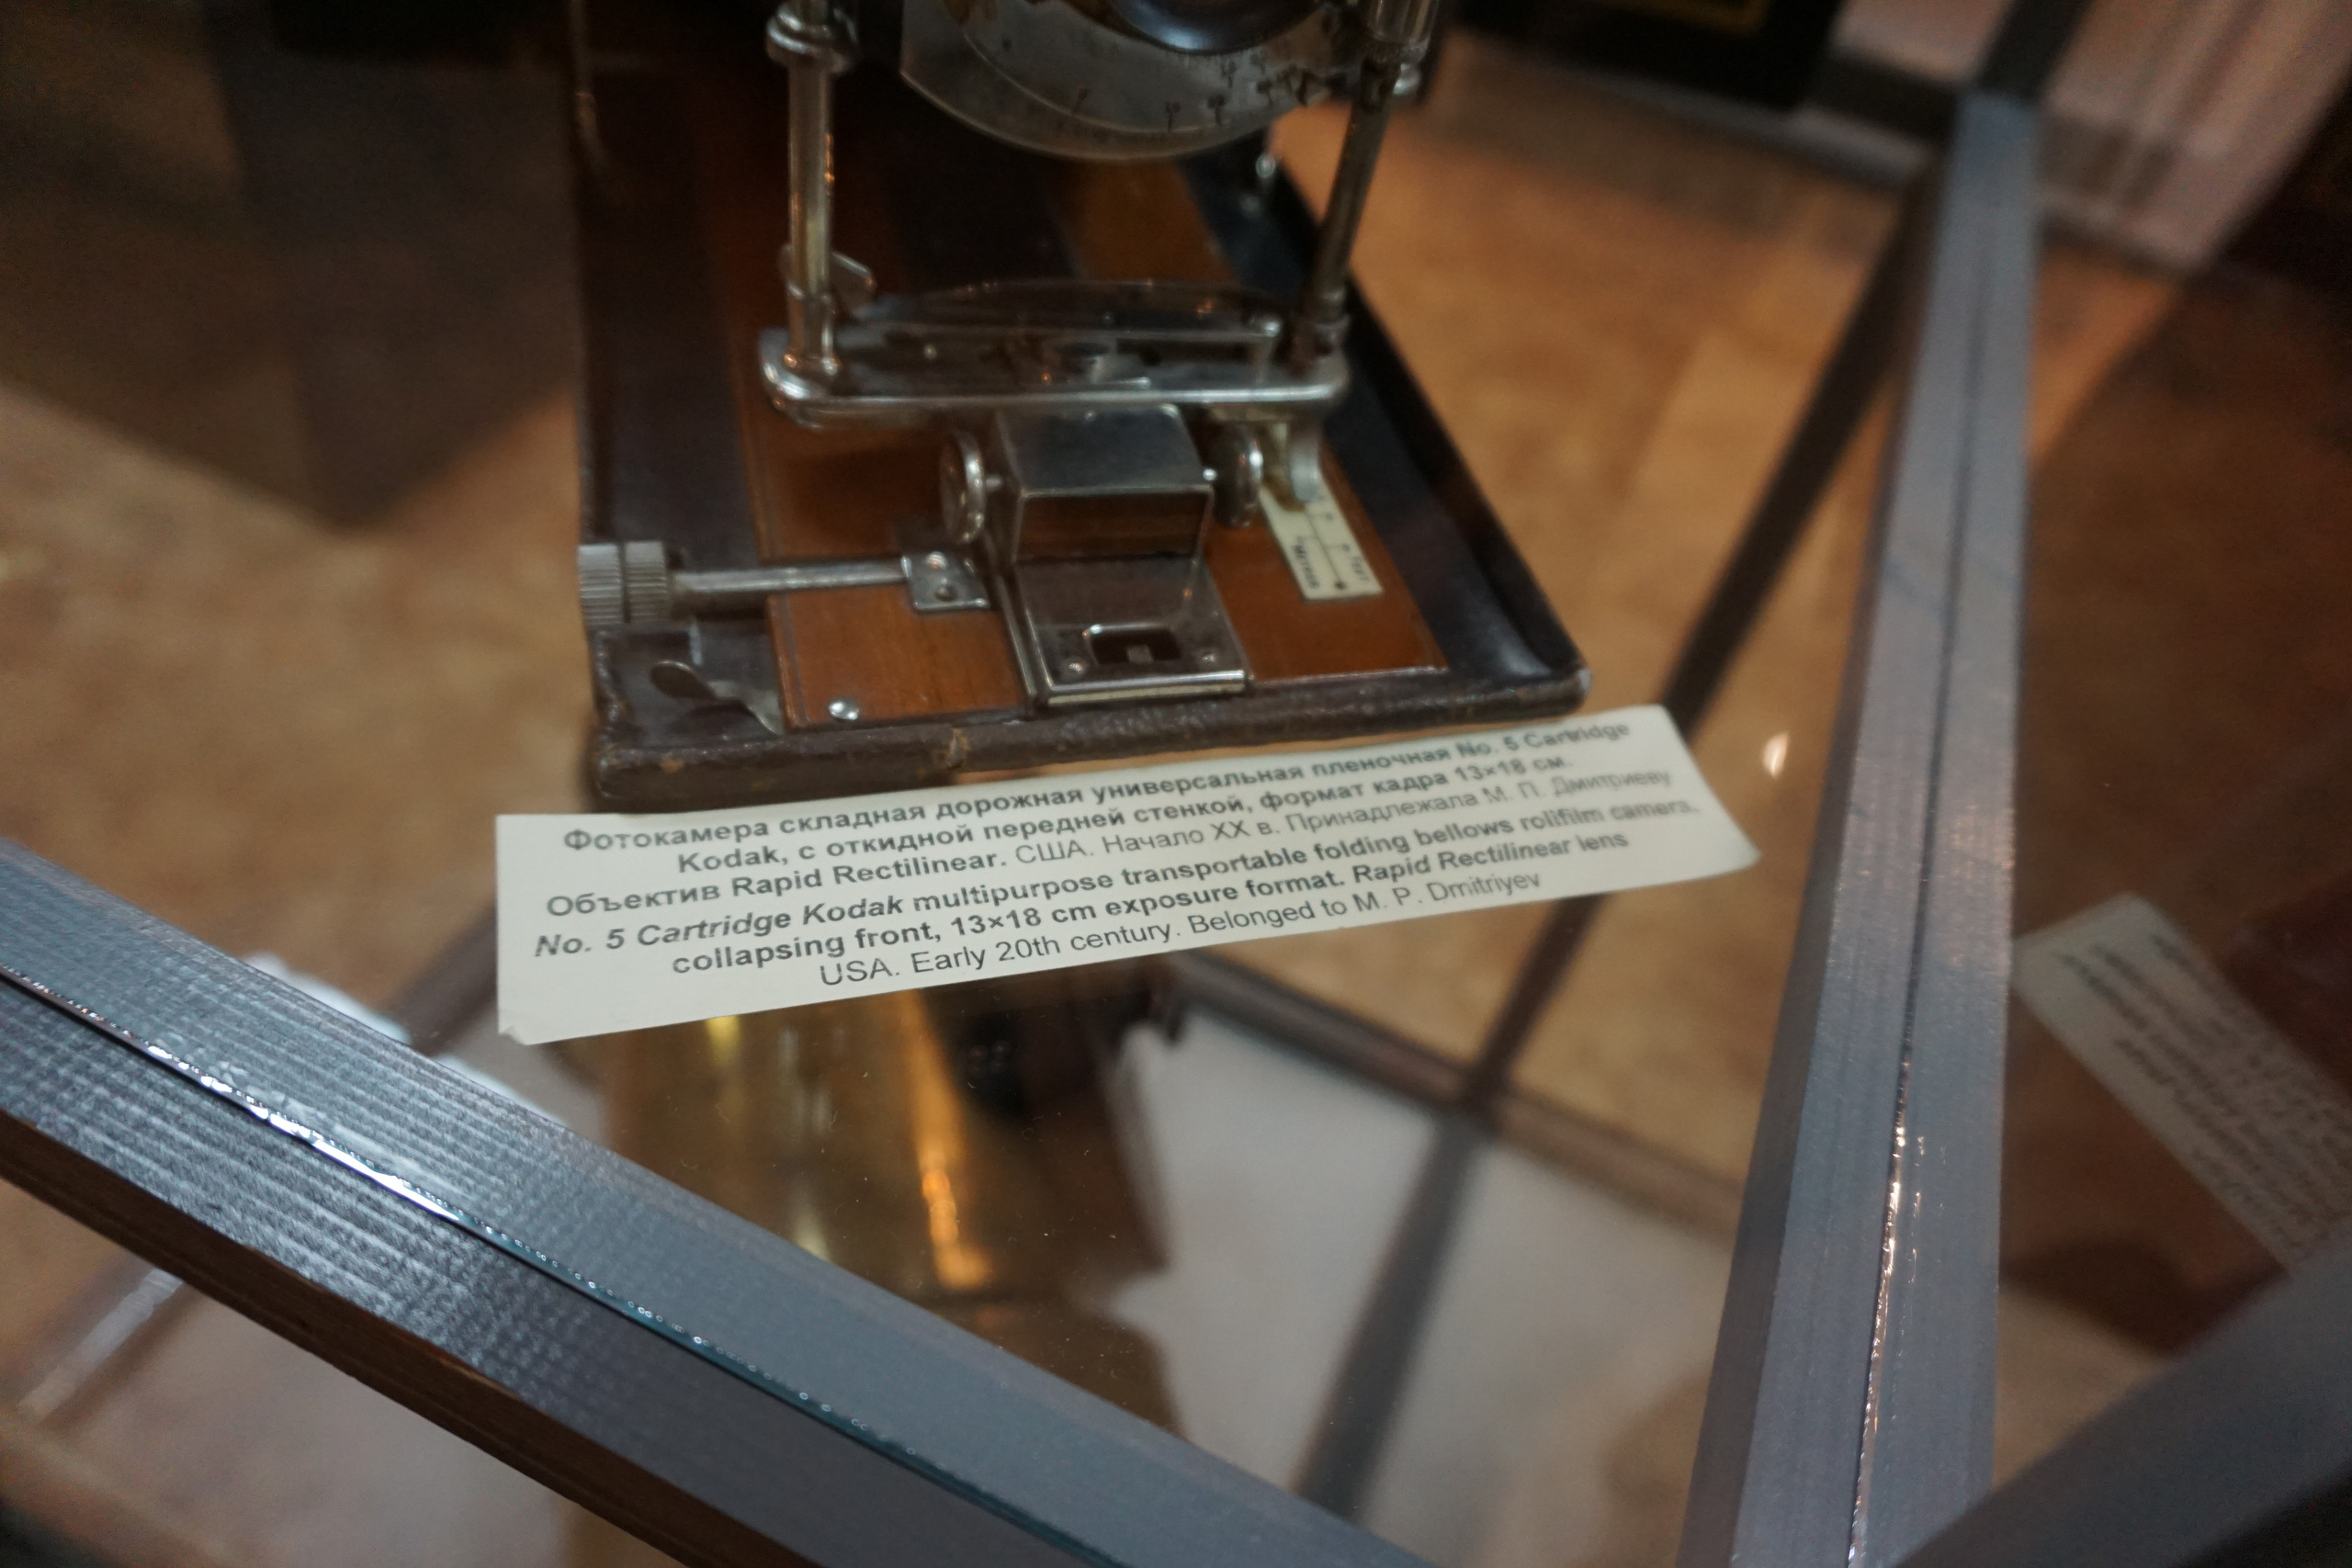 Фотокамера складная дорожная универсальная пленочная No. 5 Cartridge
Kodak, с откидной передней стенкой, формат кадра 13×18 см.
Объектив Rapid Rectilinear. США. Начало XX в. Принадлежала М. П. Дмитриеву
No. 5 Cartridge Kodak multipurpose transportable folding bellows rollfilm camera,
collapsing front, 13×18 cm exposure format. Rapid Rectilinear lens
USA. Early 20th century. Belonged to M. P. Dmitriyev